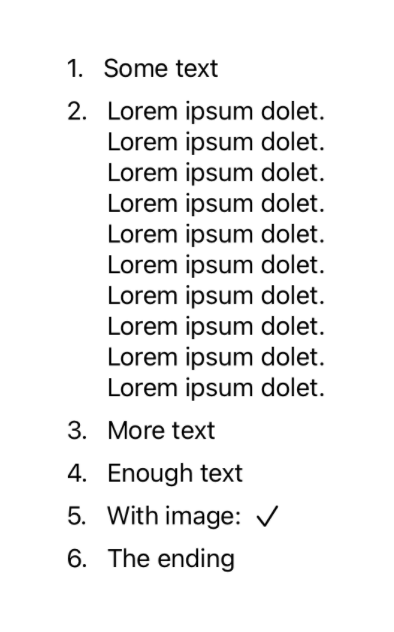 1. Some text
2. Lorem ipsum dolet.
Lorem ipsum dolet.
Lorem ipsum dolet.
Lorem ipsum dolet.
Lorem ipsum dolet.
Lorem ipsum dolet.
Lorem ipsum dolet.
Lorem ipsum dolet.
Lorem ipsum dolet.
Lorem ipsum dolet.
3. More text
4. Enough text
5. With image: ✓
6. The ending